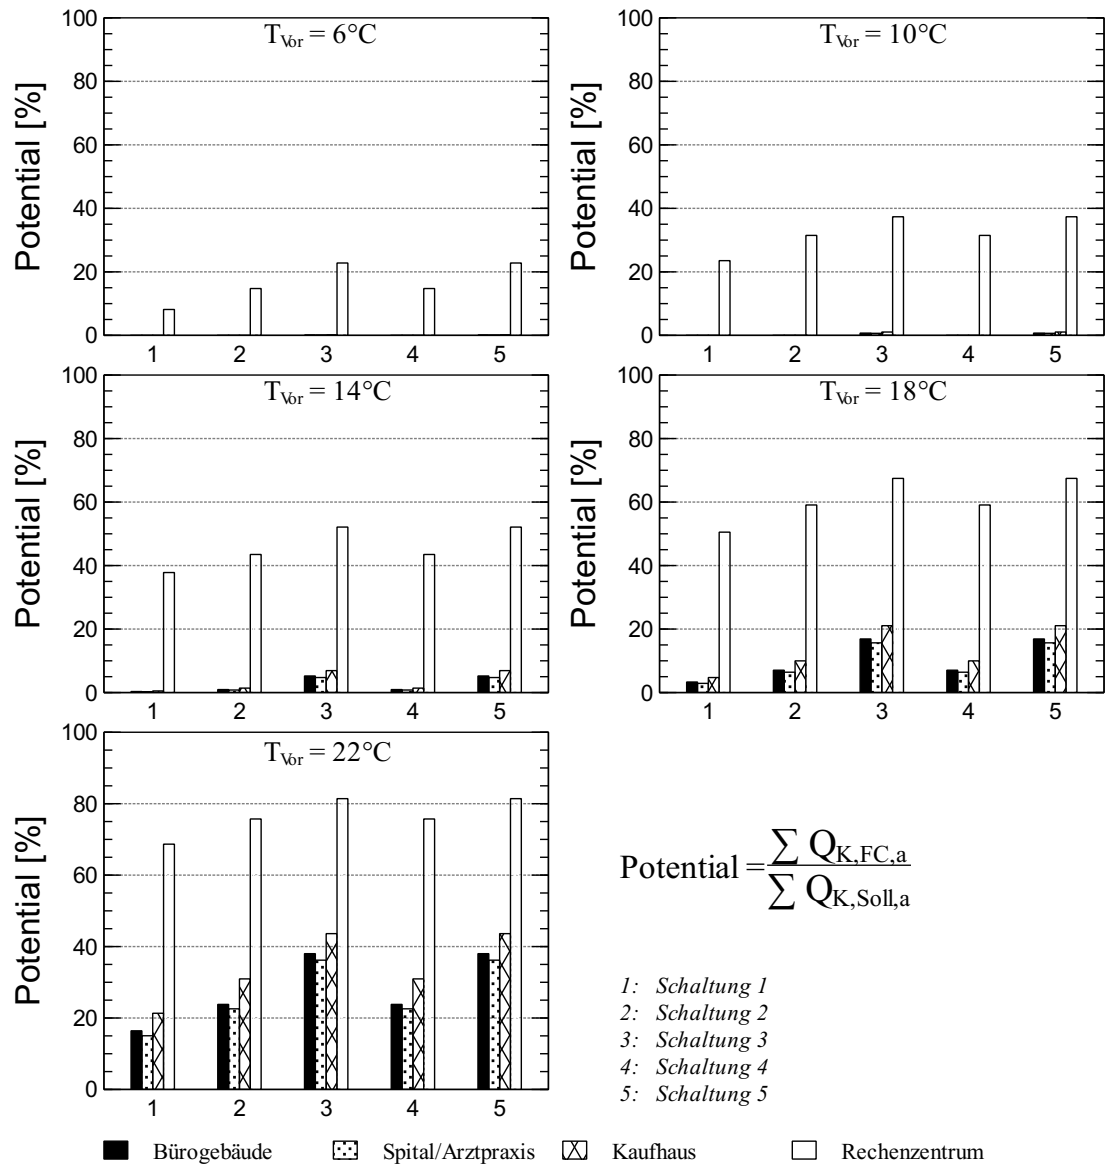 T_Vor = 6°C
Potential [%]
100
80
60
40
20
0
1 2 3 4 5
T_Vor = 10°C
Potential [%]
100
80
60
40
20
0
1 2 3 4 5
T_Vor = 14°C
Potential [%]
100
80
60
40
20
0
1 2 3 4 5
T_Vor = 18°C
Potential [%]
100
80
60
40
20
0
1 2 3 4 5
T_Vor = 22°C
Potential [%]
100
80
60
40
20
0
1 2 3 4 5
Potential = ∑ Q_K,FC,a / ∑ Q_K,Soll,a
1: Schaltung 1
2: Schaltung 2
3: Schaltung 3
4: Schaltung 4
5: Schaltung 5
Bürogebäude Spital/Arztpraxis Kaufhaus Rechenzentrum